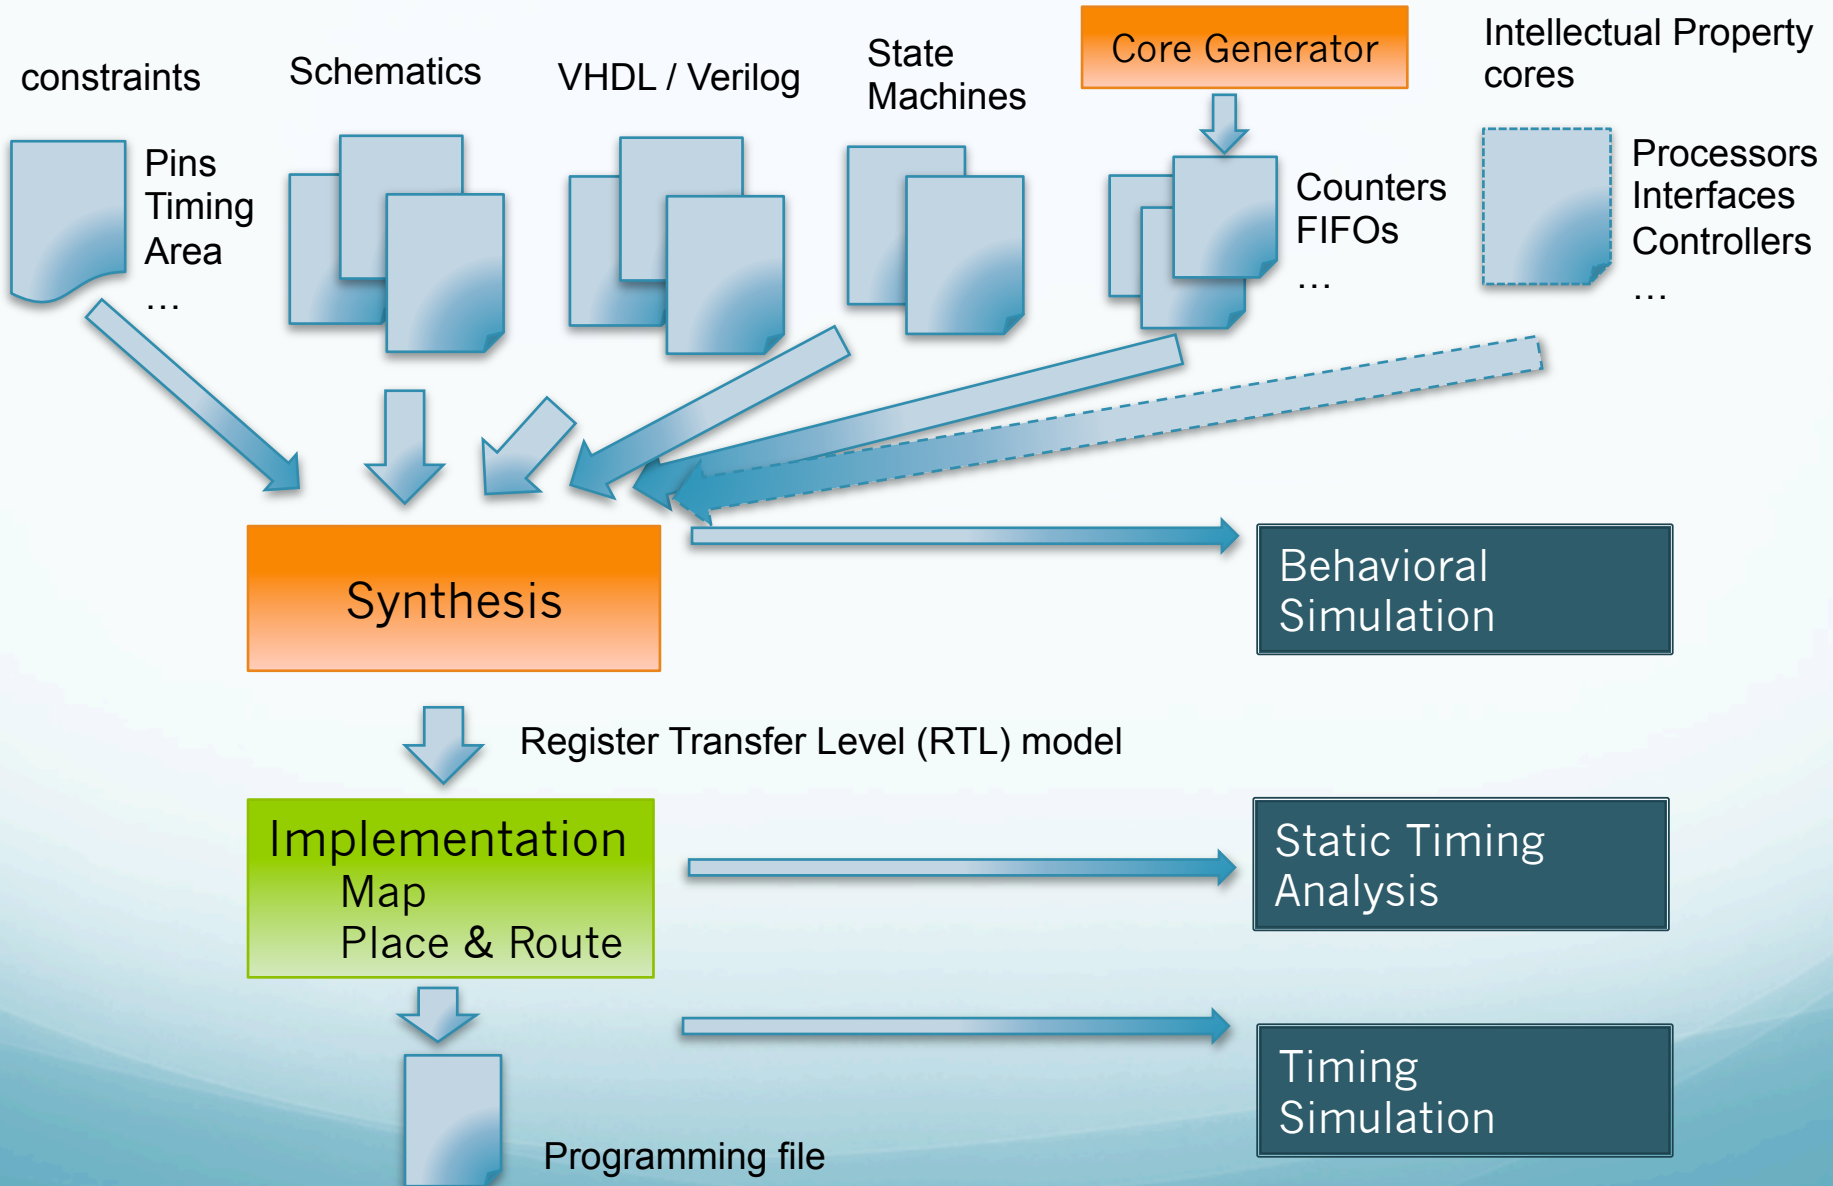 constraints
Schematics
VHDL / Verilog
State
Machines
Core Generator
Intellectual Property
cores
Pins
Timing
Area
…
Counters
FIFOs
…
Processors
Interfaces
Controllers
…
Synthesis
Behavioral
Simulation
Register Transfer Level (RTL) model
Implementation
Map
Place & Route
Static Timing
Analysis
Timing
Simulation
Programming file